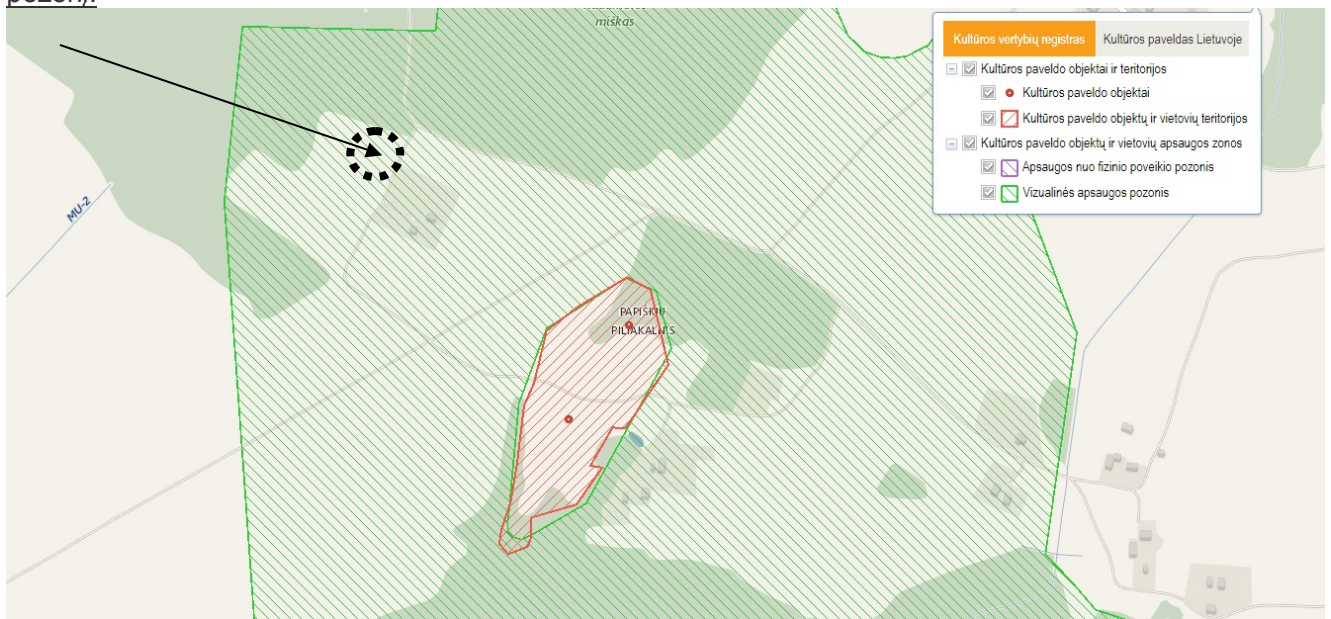 pozonį.
miškas
Kultūros vertybių registras Kultūros paveldas Lietuvoje
Kultūros paveldo objektai ir teritorijos
Kultūros paveldo objektai
Kultūros paveldo objektų ir vietovių teritorijos
Kultūros paveldo objektų ir vietovių apsaugos zonos
Apsaugos nuo fizinio poveikio pozonis
Vizualinės apsaugos pozonis
MU-2
PAPIŠKIŲ
PILIAKALNIS